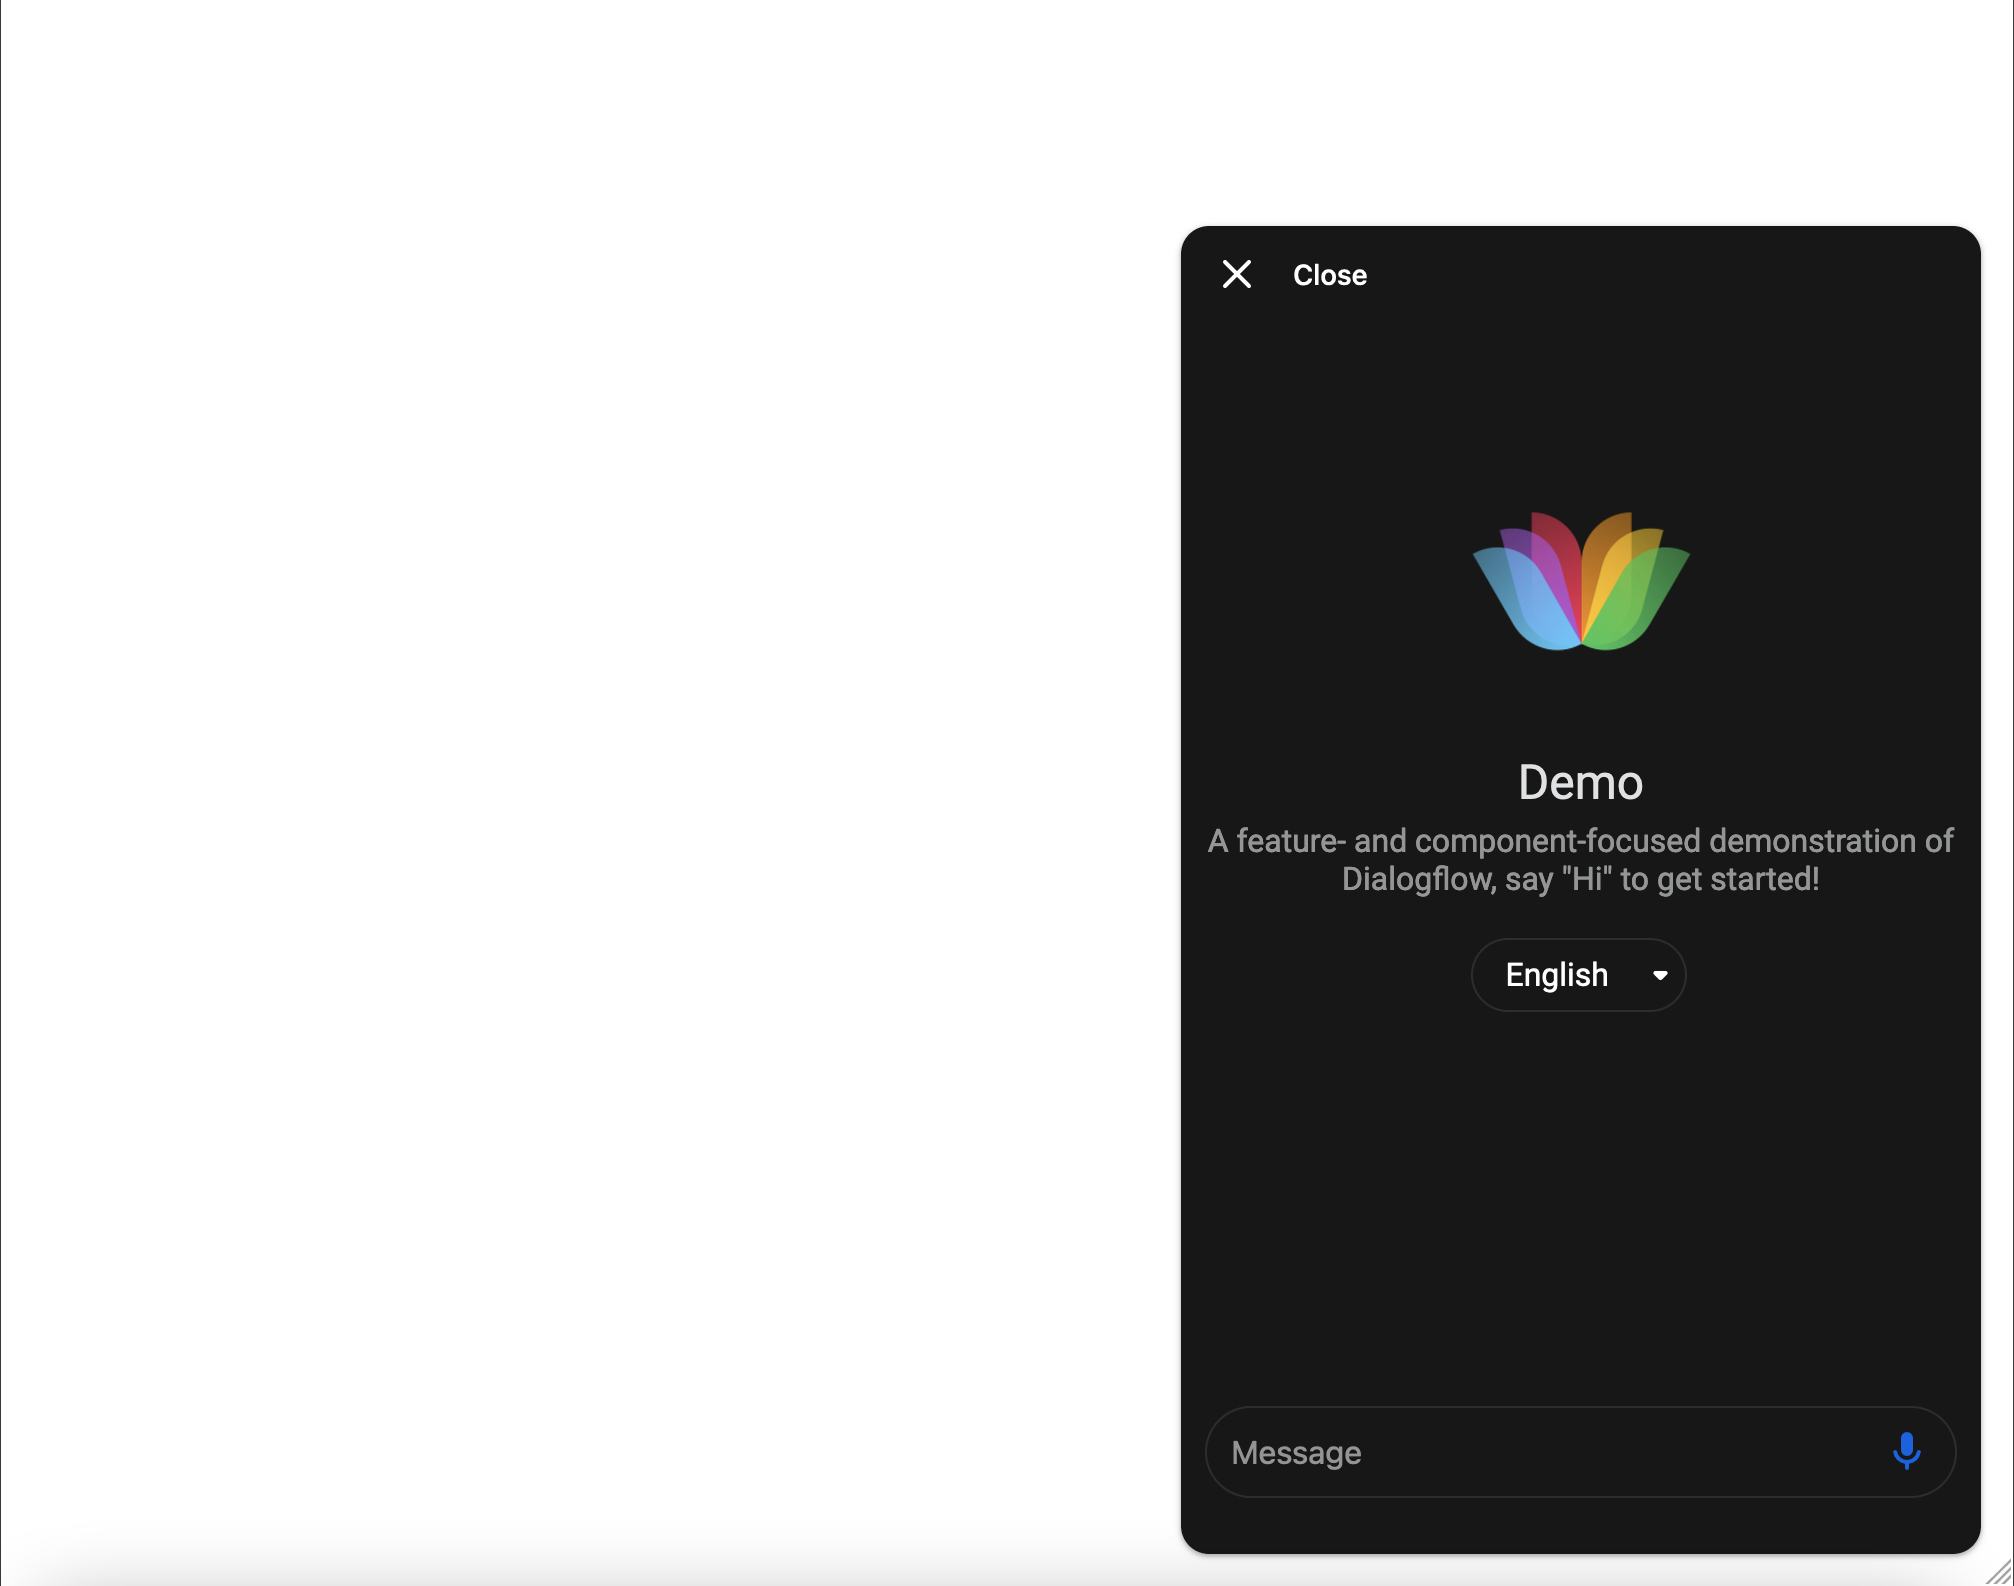 Close
Demo
A feature- and component-focused demonstration of
Dialogflow, say "Hi" to get started!
English
Message